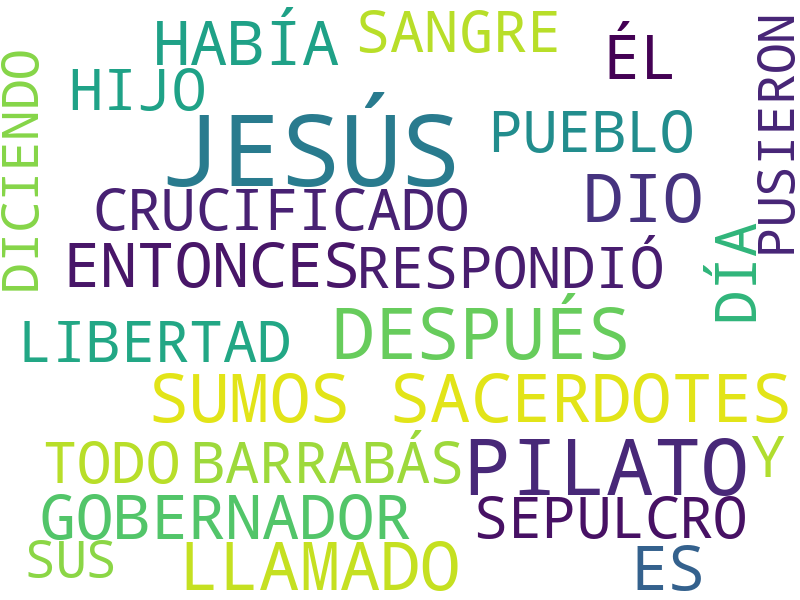 HABÍA
SANGRE
ÉL
HIJO
PUSIERON
DICIENDO
JESÚS
PUEBLO
CRUCIFICADO
DIO
ENTONCES
RESPONDIÓ
DÍA
LIBERTAD
DESPUÉS
SUMOS SACERDOTES
TODO
BARRABÁS
PILATO
Y
GOBERNADOR
SEPULCRO
SUS
LLAMADO
ES